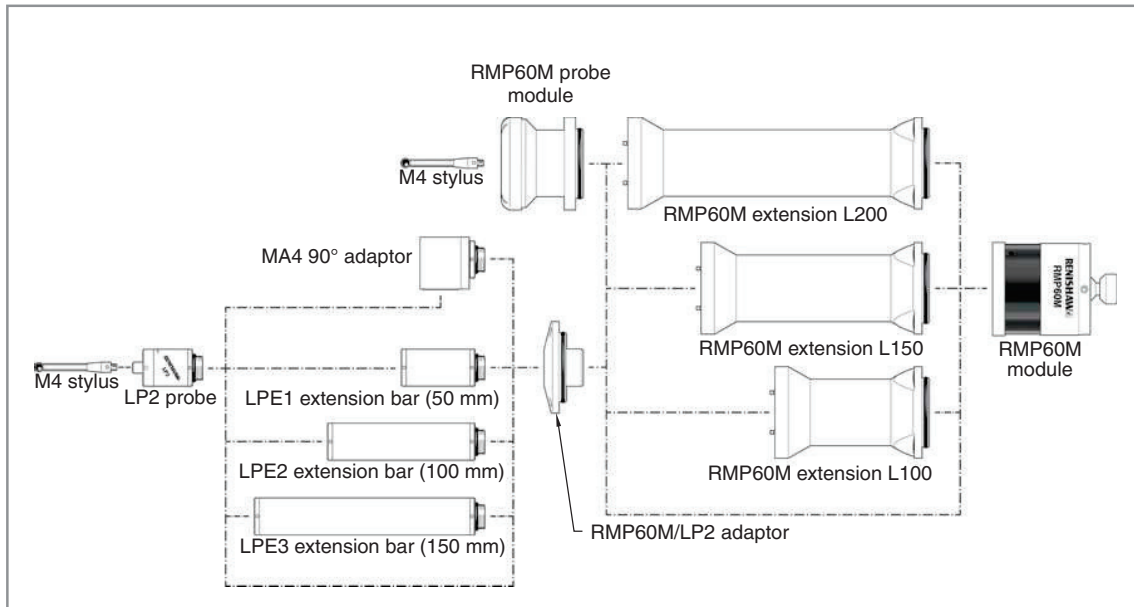 RMP60M probe
module
M4 stylus
RMP60M extension L200
MA4 90° adaptor
RENISHAW
RMP60M
RMP60M extension L150
RMP60M
module
M4 stylus
LP2 probe
LPE1 extension bar (50 mm)
RMP60M extension L100
LPE2 extension bar (100 mm)
RMP60M/LP2 adaptor
LPE3 extension bar (150 mm)